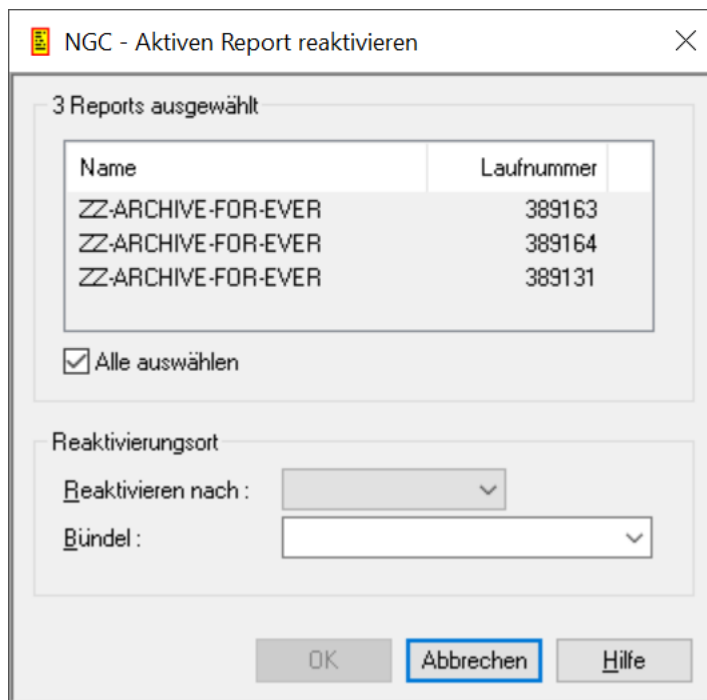 NGC - Aktiven Report reaktivieren
3 Reports ausgewählt
Name Laufnummer
ZZ-ARCHIVE-FOR-EVER 389163
ZZ-ARCHIVE-FOR-EVER 389164
ZZ-ARCHIVE-FOR-EVER 389131
Alle auswählen
Reaktivierungsort
Reaktivieren nach :
Bündel :
OK Abbrechen Hilfe